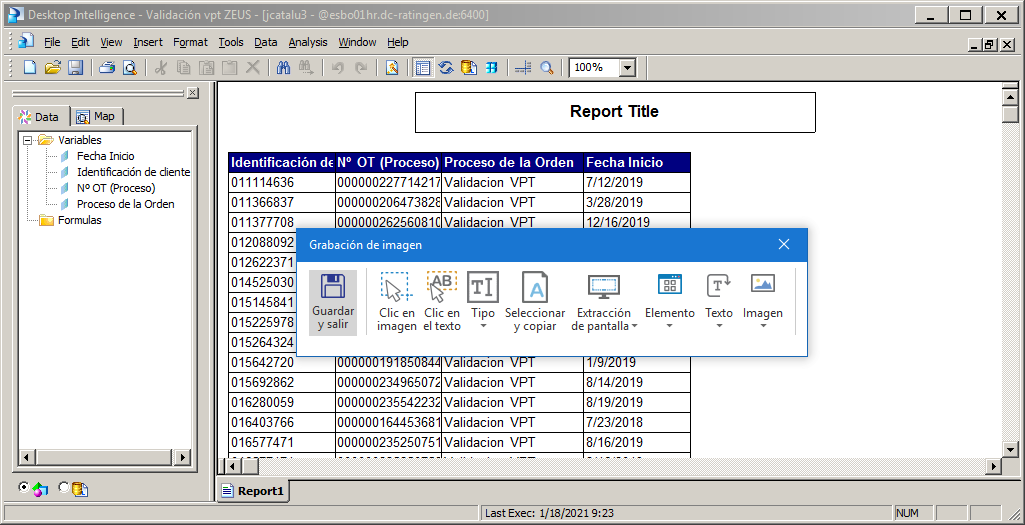 Desktop Intelligence - Validación vpt ZEUS - [jcatalu3 - @esbo01hr.dc-ratingen.de:6400]
File Edit View Insert Format Tools Data Analysis Window Help
100%
Data Map
Variables
Fecha Inicio
Identificación de cliente
Nº OT (Proceso)
Proceso de la Orden
Formulas
Report Title
Identificación de Nº OT (Proceso) Proceso de la Orden Fecha Inicio
011114636 000000227714217 Validacion VPT 7/12/2019
011366837 000000206473828 Validacion VPT 3/28/2019
011377708 000000262560810 Validacion VPT 12/16/2019
012088092
012622371
014525030
015145841
015225978
015264324
Grabación de imagen
Guardar y salir
Clic en imagen
Clic en el texto
Tipo
Seleccionar y copiar
Extracción de pantalla
Elemento
Texto
Imagen
015642720 000000191850844 Validacion VPT 1/9/2019
015692862 000000234965072 Validacion VPT 8/14/2019
016280059 000000235542232 Validacion VPT 8/19/2019
016403766 000000164453681 Validacion VPT 7/23/2018
016577471 000000235250751 Validacion VPT 8/16/2019
Report1
Last Exec: 1/18/2021 9:23
NUM